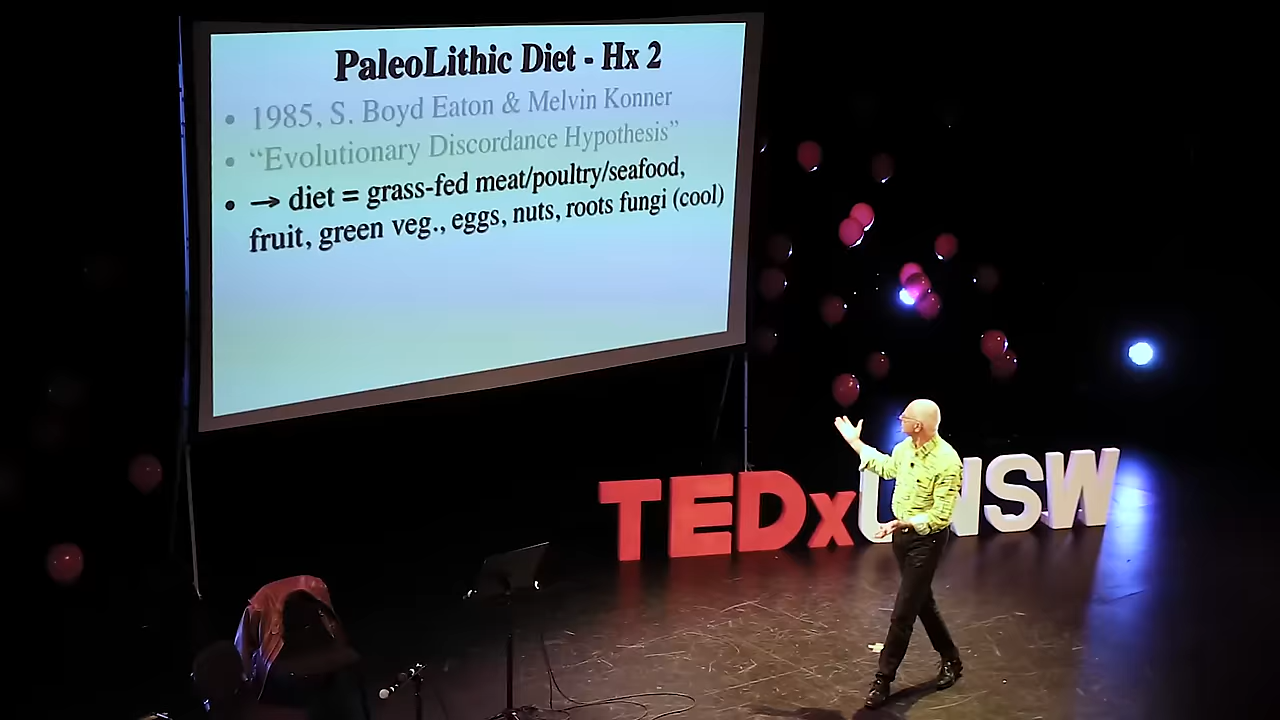 PaleoLithic Diet - Hx 2
• 1985, S. Boyd Eaton & Melvin Konner
• “Evolutionary Discordance Hypothesis”
• → diet = grass-fed meat/poultry/seafood,
fruit, green veg., eggs, nuts, roots fungi (cool)
TEDxUNSW